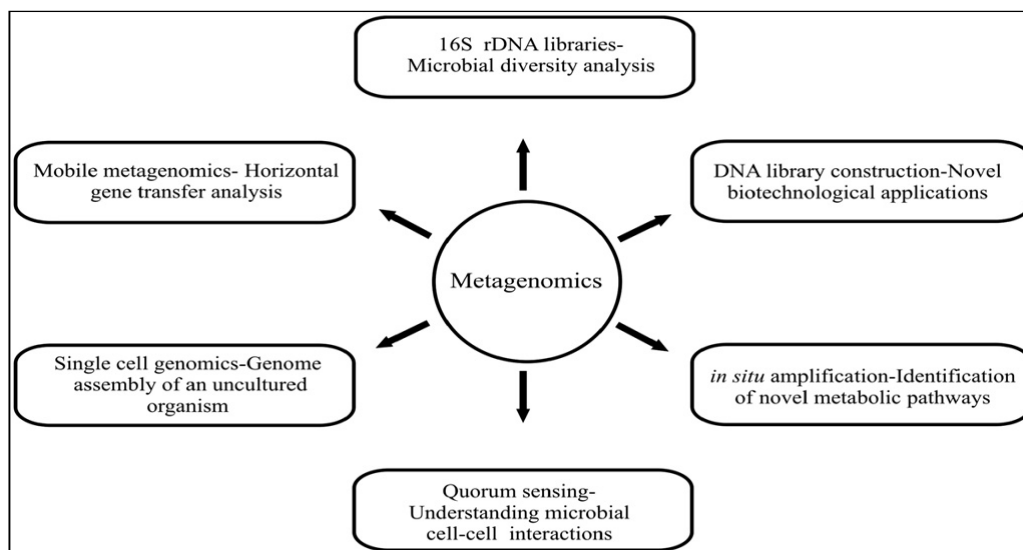 16S rDNA libraries-
Microbial diversity analysis
Mobile metagenomics- Horizontal
gene transfer analysis
DNA library construction-Novel
biotechnological applications
Metagenomics
Single cell genomics-Genome
assembly of an uncultured
organism
in situ amplification-Identification
of novel metabolic pathways
Quorum sensing-
Understanding microbial
cell-cell interactions